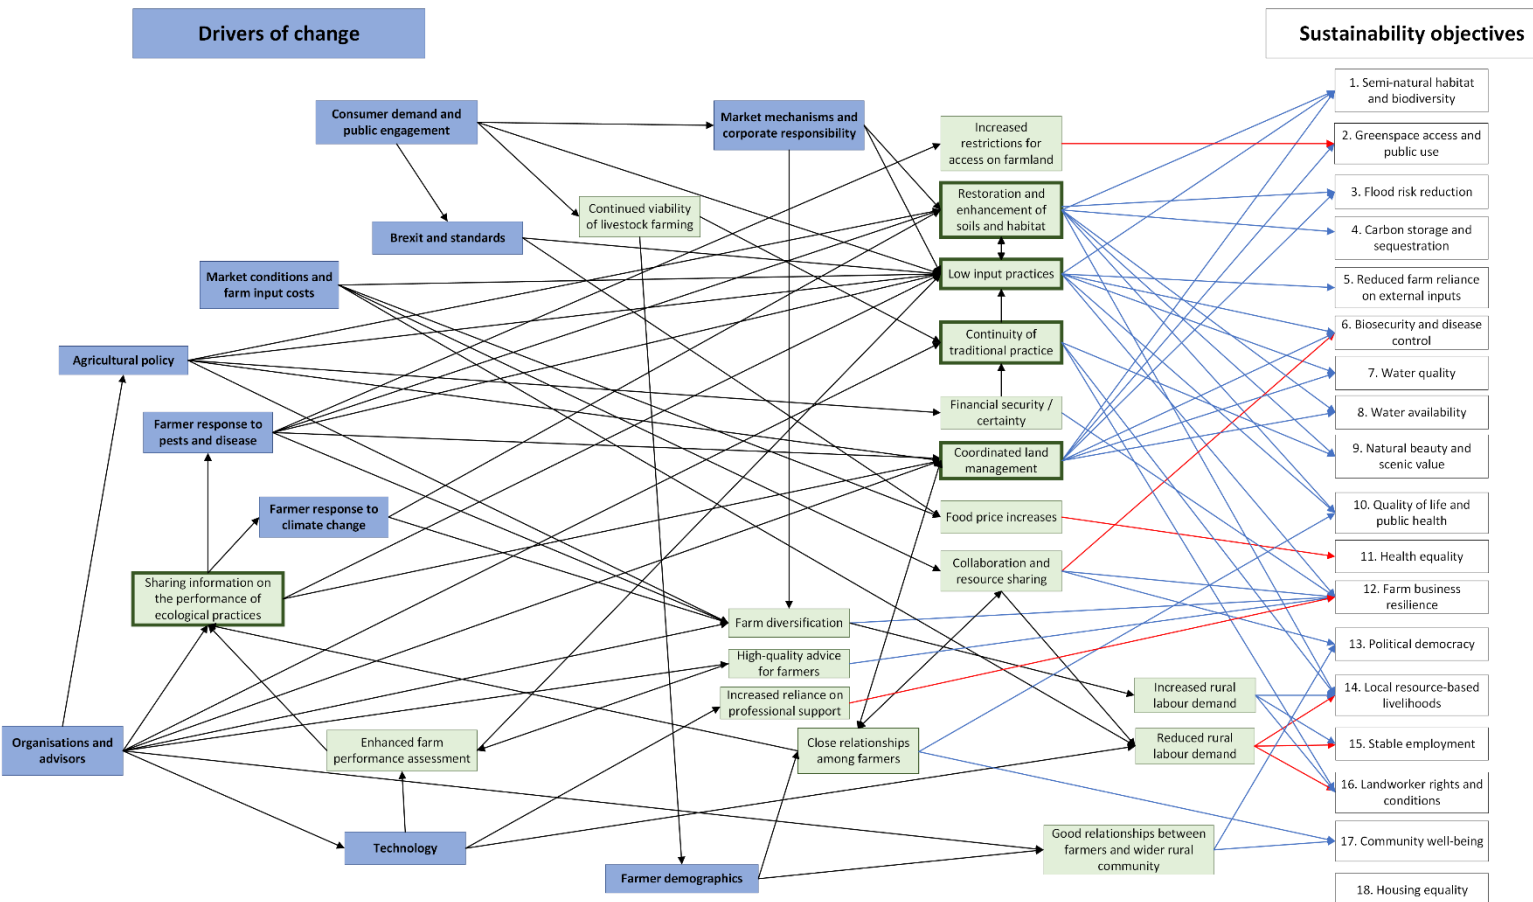 Drivers of change
Sustainability objectives
Consumer demand and
public engagement
Market mechanisms and
corporate responsibility
Brexit and standards
Market conditions and
farm input costs
Agricultural policy
Farmer response to
pests and disease
Farmer response to
climate change
Sharing information on
the performance of
ecological practices
Organisations and
advisors
Enhanced farm
performance assessment
Technology
Continued viability
of livestock farming
Farm diversification
High-quality advice
for farmers
Increased reliance on
professional support
Close relationships
among farmers
Farmer demographics
Increased
restrictions for
access on farmland
Restoration and
enhancement of
soils and habitat
Low input practices
Continuity of
traditional practice
Financial security /
certainty
Coordinated land
management
Food price increases
Collaboration and
resource sharing
Increased rural
labour demand
Reduced rural
labour demand
Good relationships between
farmers and wider rural
community
1. Semi-natural habitat
and biodiversity
2. Greenspace access and
public use
3. Flood risk reduction
4. Carbon storage and
sequestration
5. Reduced farm reliance
on external inputs
6. Biosecurity and disease
control
7. Water quality
8. Water availability
9. Natural beauty and
scenic value
10. Quality of life and
public health
11. Health equality
12. Farm business
resilience
13. Political democracy
14. Local resource-based
livelihoods
15. Stable employment
16. Landworker rights and
conditions
17. Community well-being
18. Housing equality